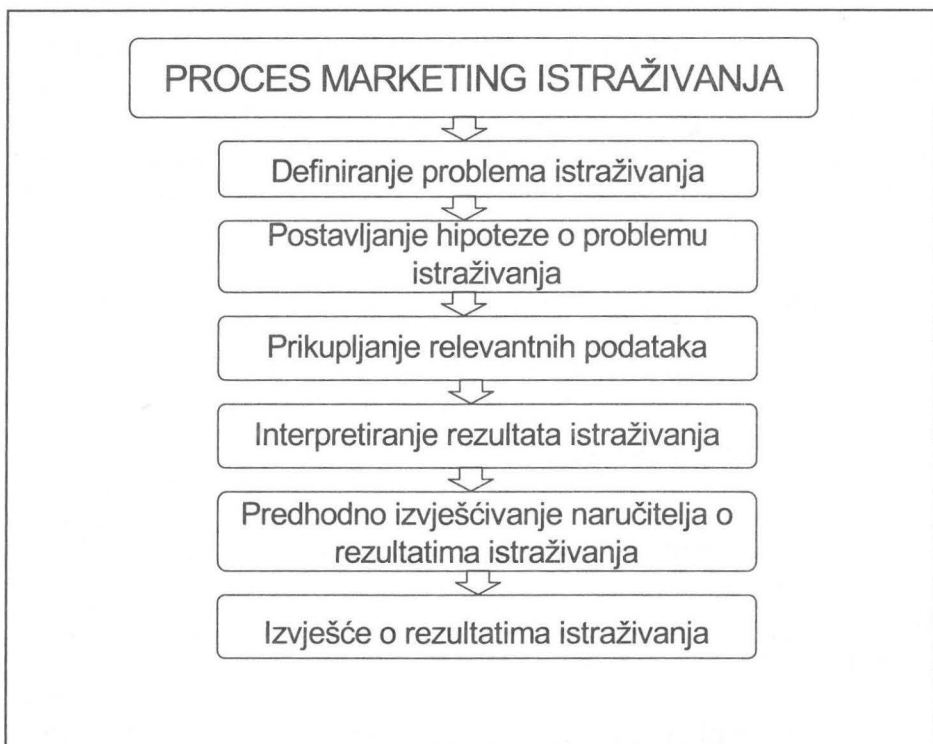 PROCES MARKETING ISTRAŽIVANJA
Definiranje problema istraživanja
Postavljanje hipoteze o problemu
istraživanja
Prikupljanje relevantnih podataka
Interpretiranje rezultata istraživanja
Predhodno izvješćivanje naručitelja o
rezultatima istraživanja
Izvješće o rezultatima istraživanja